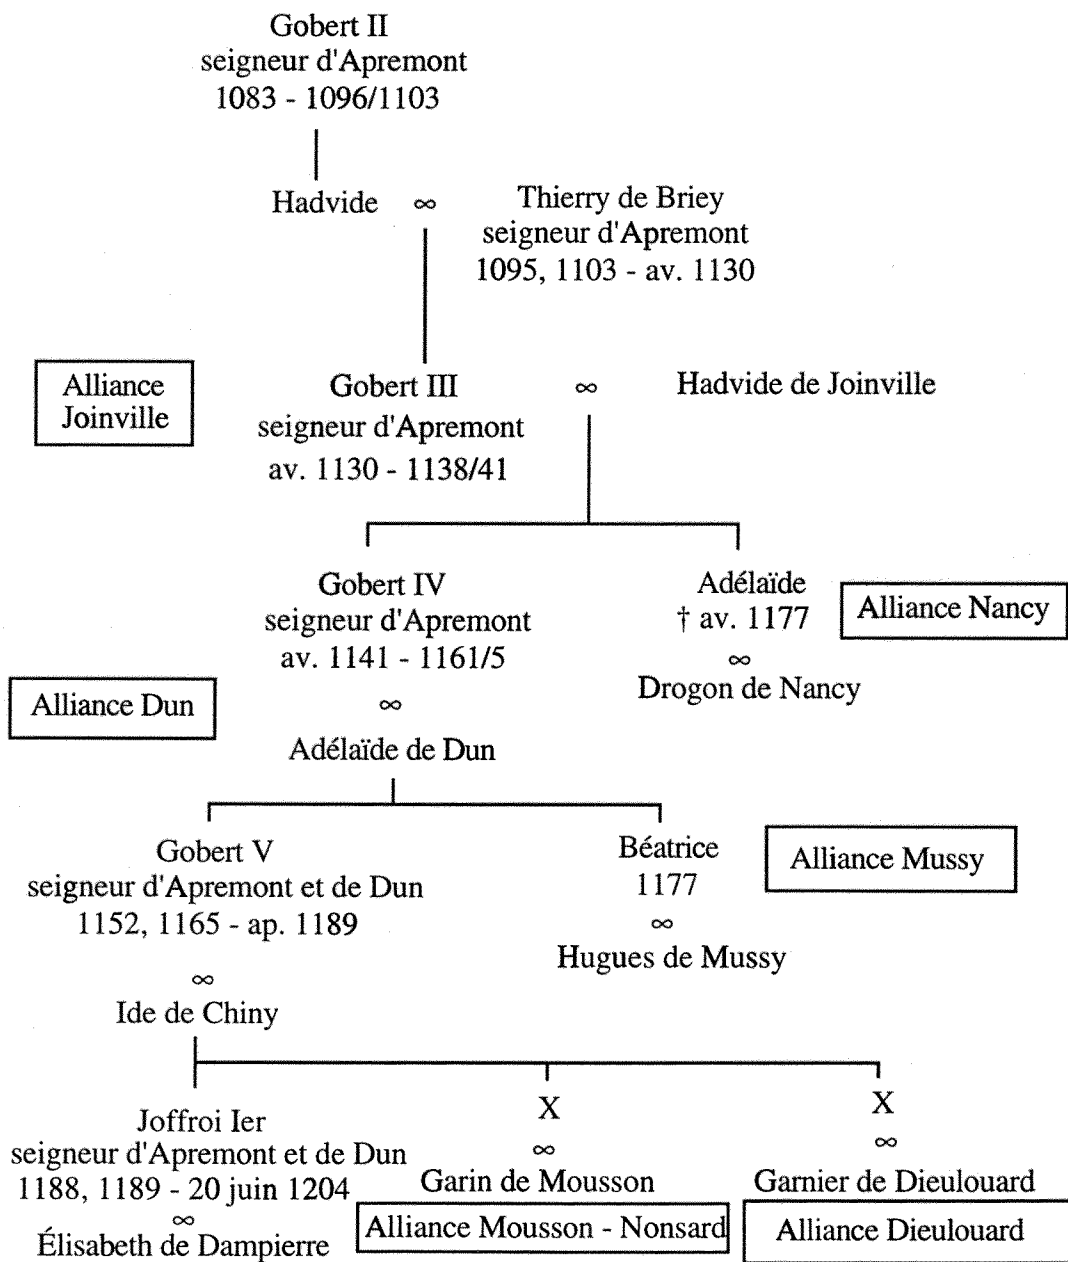 Gobert II
seigneur d'Apremont
1083 - 1096/1103
Hadvide ∞ Thierry de Briey
seigneur d'Apremont
1095, 1103 - av. 1130
Alliance
Joinville
Gobert III ∞ Hadvide de Joinville
seigneur d'Apremont
av. 1130 - 1138/41
Gobert IV
seigneur d'Apremont
av. 1141 - 1161/5
∞
Adélaïde de Dun
Adélaïde
† av. 1177
∞
Drogon de Nancy
Alliance Nancy
Alliance Dun
Gobert V
seigneur d'Apremont et de Dun
1152, 1165 - ap. 1189
∞
Ide de Chiny
Béatrice
1177
∞
Hugues de Mussy
Alliance Mussy
Joffroi Ier
seigneur d'Apremont et de Dun
1188, 1189 - 20 juin 1204
∞
Élisabeth de Dampierre
X
∞
Garin de Mousson
Alliance Mousson - Nonsard
X
∞
Garnier de Dieulouard
Alliance Dieulouard